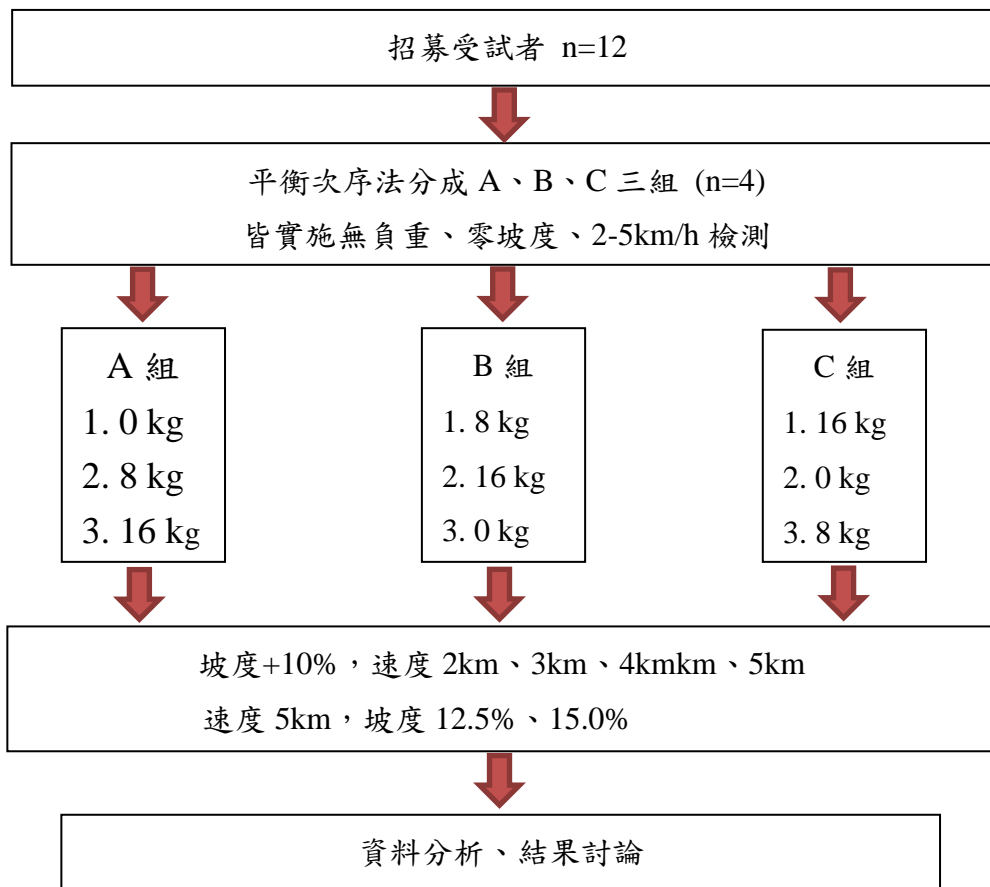 招募受試者 n=12
平衡次序法分成 A、B、C 三組 (n=4)
皆實施無負重、零坡度、2-5km/h 檢測
A 組
1. 0 kg
2. 8 kg
3. 16 kg
B 組
1. 8 kg
2. 16 kg
3. 0 kg
C 組
1. 16 kg
2. 0 kg
3. 8 kg
坡度+10%，速度 2km、3km、4kmkm、5km
速度 5km，坡度 12.5%、15.0%
資料分析、結果討論